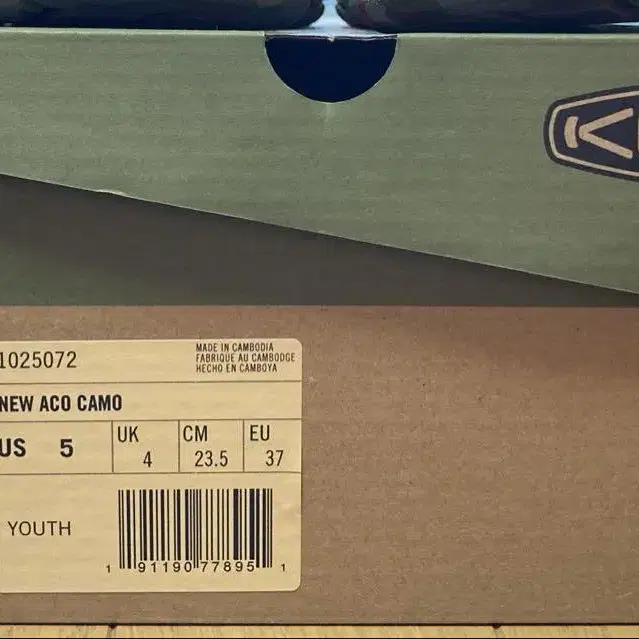 1025072
MADE IN CAMBODIA
FABRIQUE AU CAMBODGE
HECHO EN CAMBOYA
NEW ACO CAMO
US 5
UK 4
CM 23.5
EU 37
YOUTH
1 91190 77895 1